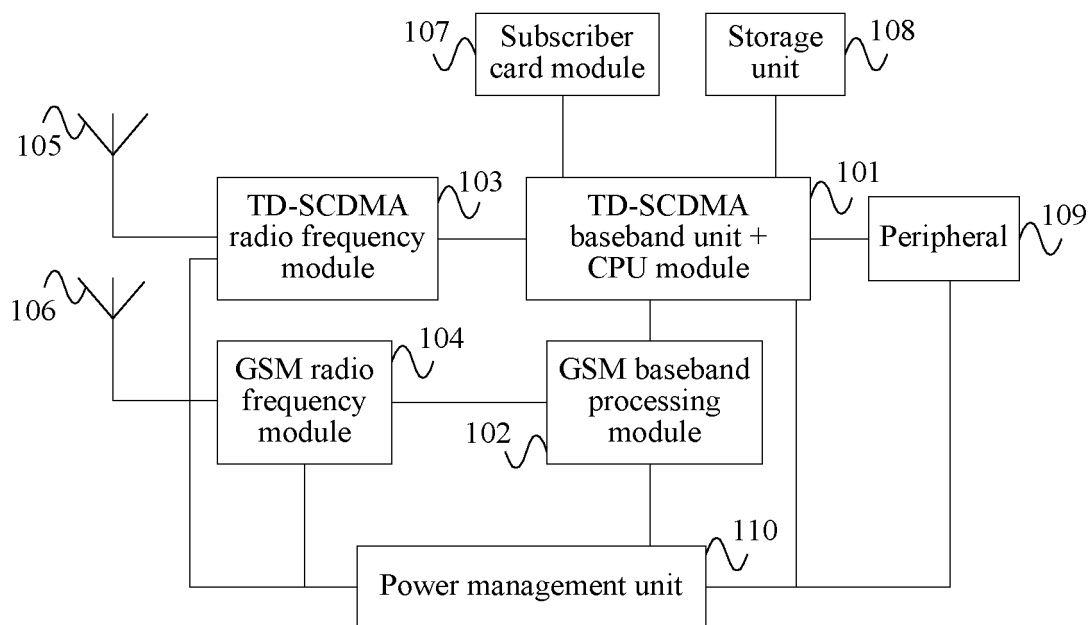 107
Subscriber
card module
Storage
unit
108
105
TD-SCDMA
radio frequency
module
103
TD-SCDMA
baseband unit +
CPU module
101
Peripheral
109
106
GSM radio
frequency
module
104
GSM baseband
processing
module
102
Power management unit
110